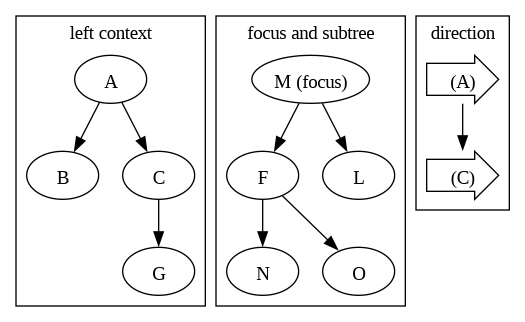 left context
A
B
C
G
focus and subtree
M (focus)
F
L
N
O
direction
(A)
(C)